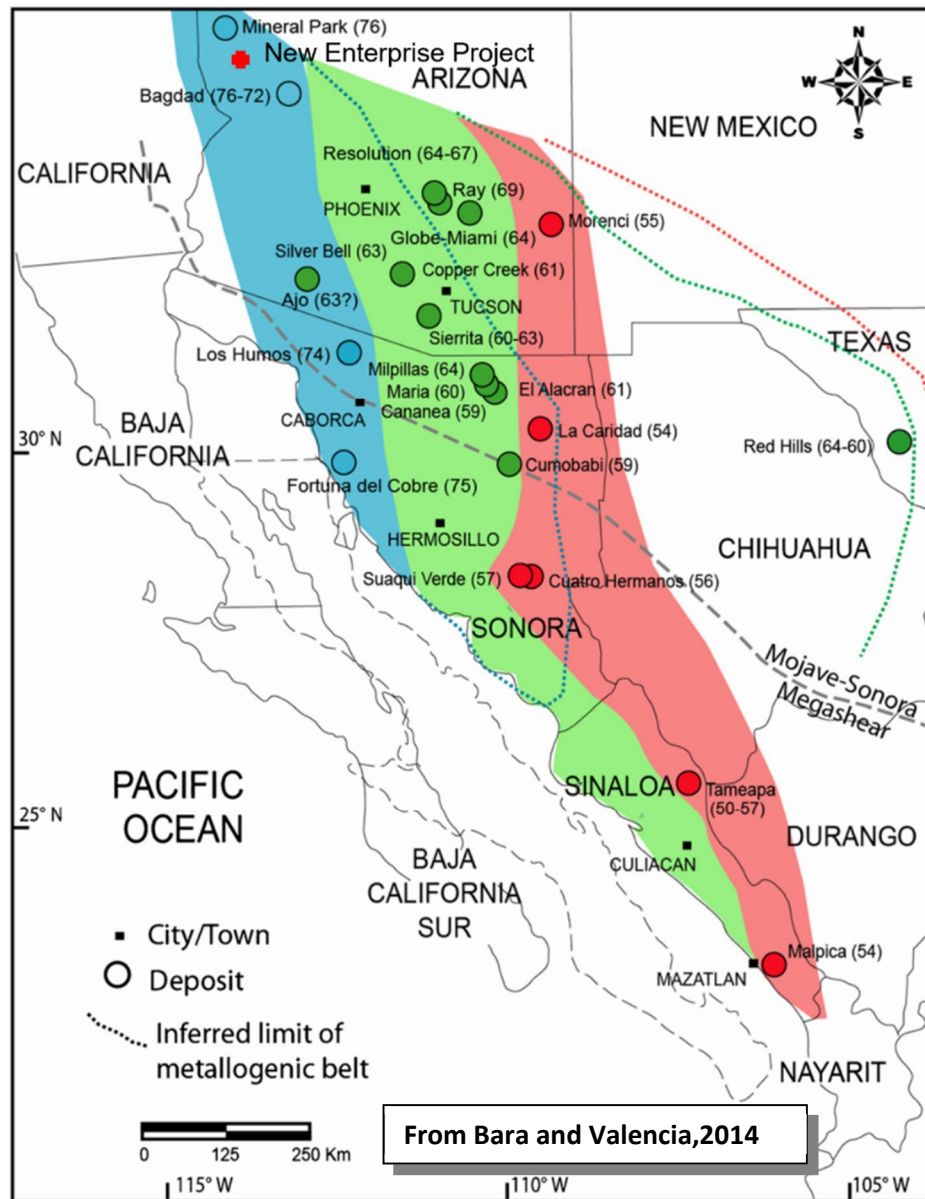 Mineral Park (76)
New Enterprise Project
ARIZONA
N
W
E
S
Bagdad (76-72)
NEW MEXICO
CALIFORNIA
Resolution (64-67)
Ray (69)
PHOENIX
Morenci (55)
Globe-Miami (64)
Silver Bell (63)
Copper Creek (61)
Ajo (63?)
TUCSON
Sierrita (60-63)
TEXAS
Los Humos (74)
Milpillas (64)
Maria (60)
El Alacran (61)
Cananea (59)
CABORCA
BAJA
CALIFORNIA
30° N
La Caridad (54)
Red Hills (64-60)
Cumobabi (59)
Fortuna del Cobre (75)
HERMOSILLO
CHIHUAHUA
Suaqui Verde (57)
Cuatro Hermanos (56)
SONORA
Mojave-Sonora
Megashear
PACIFIC
OCEAN
SINALOA
Tameapa
(50-57)
25° N
DURANGO
BAJA
CALIFORNIA
SUR
CULIACAN
City/Town
Deposit
Malpica (54)
MAZATLAN
Inferred limit of
metallogenic belt
NAYARIT
0 125 250 Km
From Bara and Valencia,2014
115° W
110° W
105° W